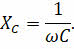 X_C = 1/(ωC).